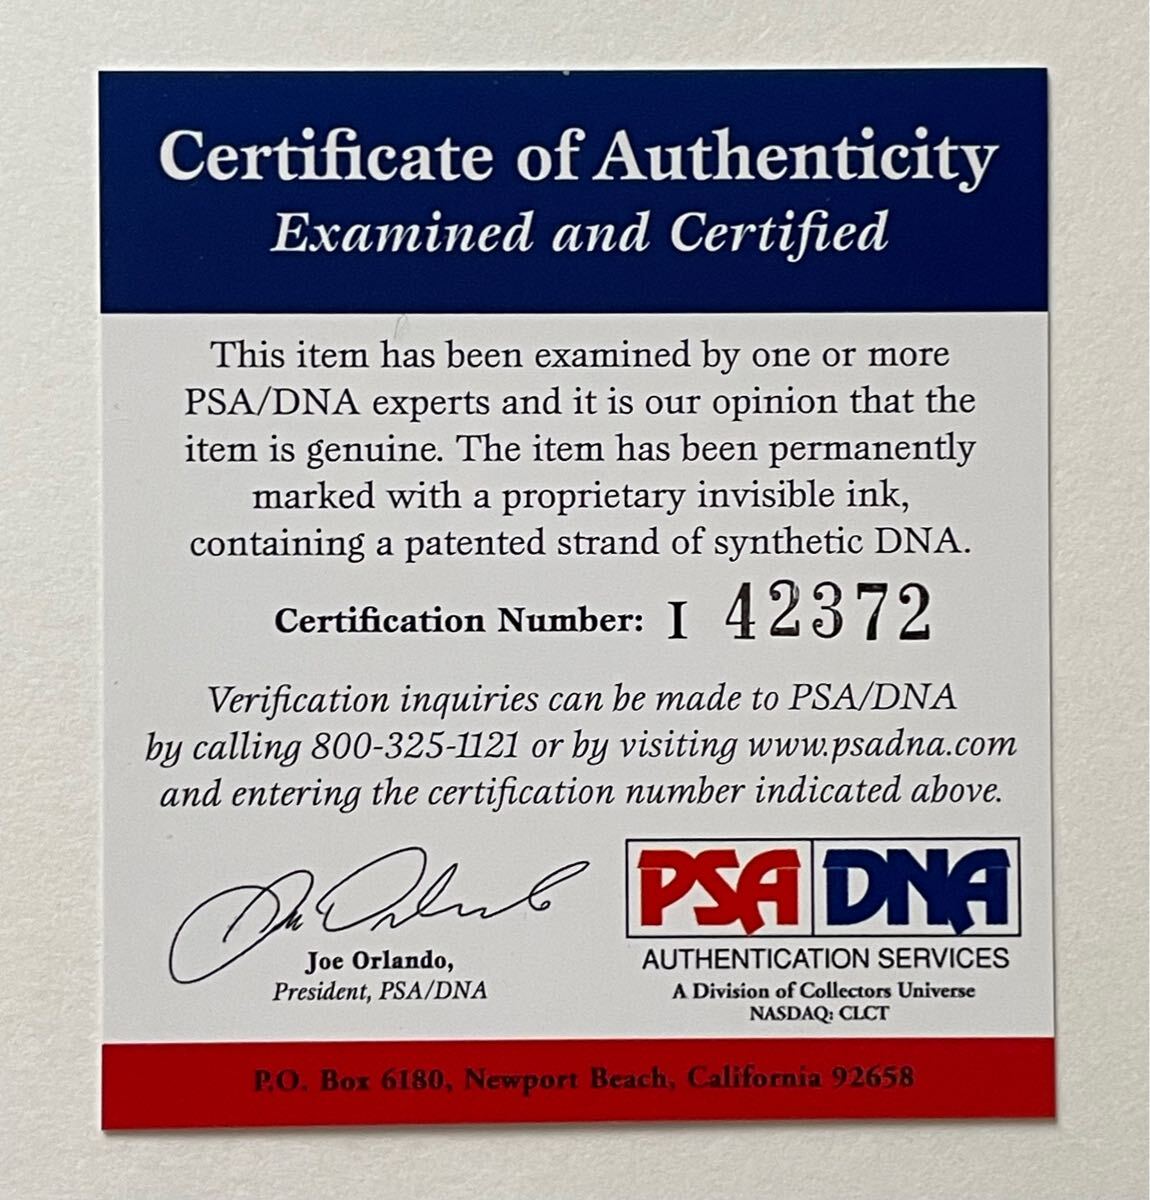 Certificate of Authenticity
Examined and Certified
This item has been examined by one or more
PSA/DNA experts and it is our opinion that the
item is genuine. The item has been permanently
marked with a proprietary invisible ink,
containing a patented strand of synthetic DNA.
Certification Number: I 42372
Verification inquiries can be made to PSA/DNA
by calling 800-325-1121 or by visiting www.psadna.com
and entering the certification number indicated above.
Joe Orlando,
President, PSA/DNA
PSA DNA
AUTHENTICATION SERVICES
A Division of Collectors Universe
NASDAQ: CLCT
P.O. Box 6180, Newport Beach, California 92658